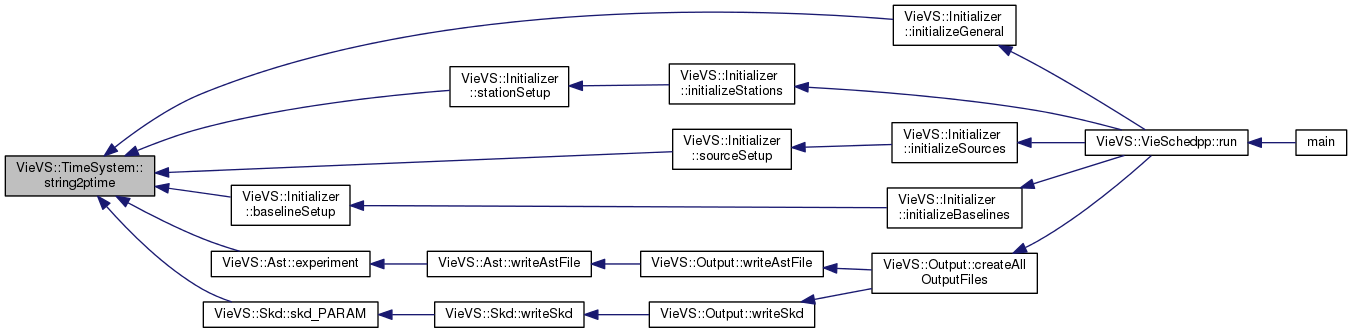 VieVS::Initializer
::initializeGeneral
VieVS::Initializer
::stationSetup
VieVS::Initializer
::initializeStations
VieVS::TimeSystem::
string2ptime
VieVS::Initializer
::sourceSetup
VieVS::Initializer
::initializeSources
VieVS::VieSchedpp::run
main
VieVS::Initializer
::baselineSetup
VieVS::Initializer
::initializeBaselines
VieVS::Ast::experiment
VieVS::Ast::writeAstFile
VieVS::Output::writeAstFile
VieVS::Output::createAll
OutputFiles
VieVS::Skd::skd_PARAM
VieVS::Skd::writeSkd
VieVS::Output::writeSkd